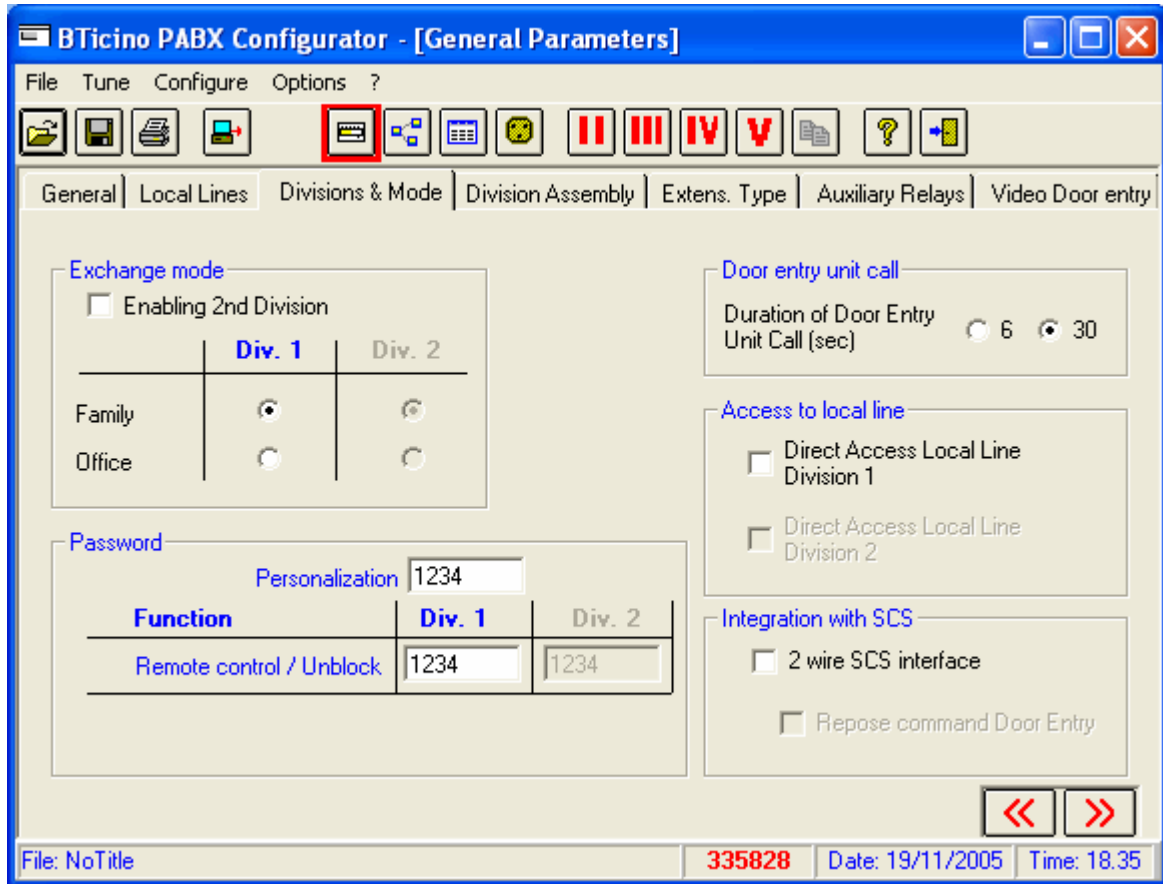 BTicino PABX Configurator - [General Parameters]
File Tune Configure Options ?
II III IV V ?
General Local Lines Divisions & Mode Division Assembly Extens. Type Auxiliary Relays Video Door entry
Exchange mode
Enabling 2nd Division
Div. 1 Div. 2
Family
Office
Password
Personalization 1234
Function Div. 1 Div. 2
Remote control / Unblock 1234 1234
Door entry unit call
Duration of Door Entry
Unit Call (sec) 6 30
Access to local line
Direct Access Local Line
Division 1
Direct Access Local Line
Division 2
Integration with SCS
2 wire SCS interface
Repose command Door Entry
File: NoTitle 335828 Date: 19/11/2005 Time: 18.35